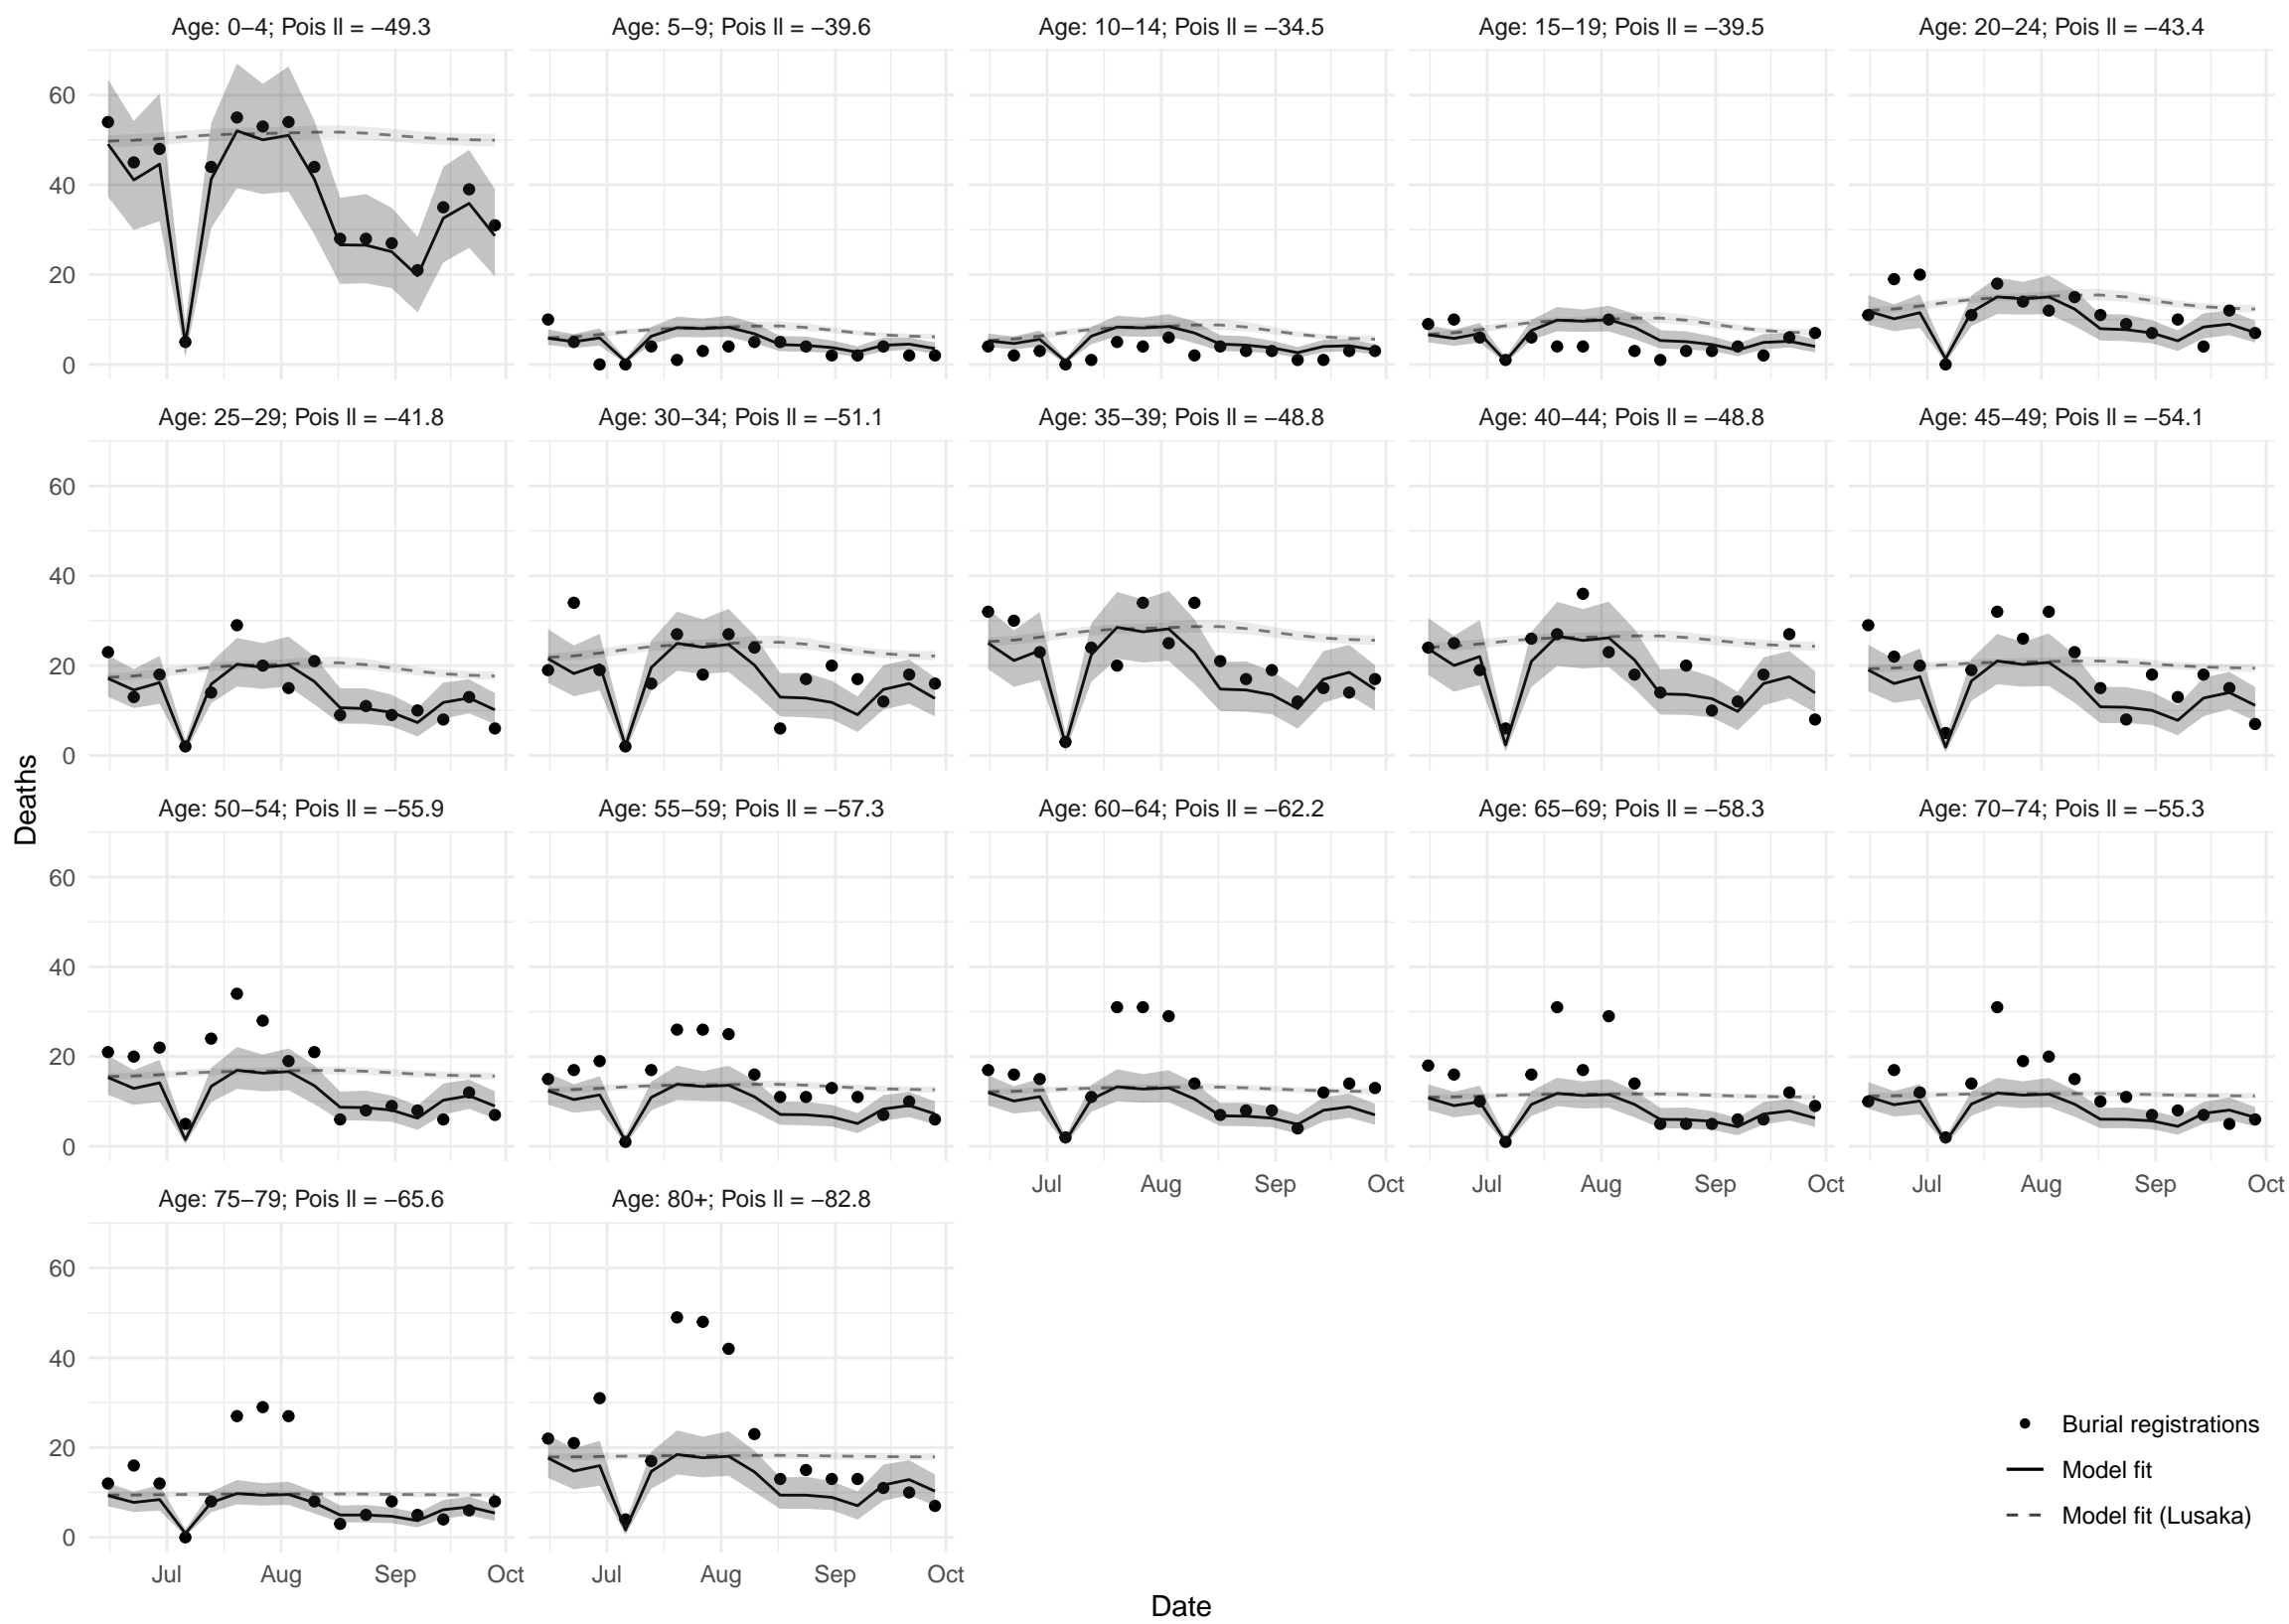 Age: 0−4; Pois ll = −49.3
Age: 5−9; Pois ll = −39.6
Age: 10−14; Pois ll = −34.5
Age: 15−19; Pois ll = −39.5
Age: 20−24; Pois ll = −43.4
60
40
20
0
Age: 25−29; Pois ll = −41.8
Age: 30−34; Pois ll = −51.1
Age: 35−39; Pois ll = −48.8
Age: 40−44; Pois ll = −48.8
Age: 45−49; Pois ll = −54.1
60
40
20
0
Deaths
Age: 50−54; Pois ll = −55.9
Age: 55−59; Pois ll = −57.3
Age: 60−64; Pois ll = −62.2
Age: 65−69; Pois ll = −58.3
Age: 70−74; Pois ll = −55.3
60
40
20
0
Jul Aug Sep Oct
Jul Aug Sep Oct
Jul Aug Sep Oct
Age: 75−79; Pois ll = −65.6
Age: 80+; Pois ll = −82.8
60
40
20
0
Jul Aug Sep Oct
Jul Aug Sep Oct
Burial registrations
Model fit
Model fit (Lusaka)
Date